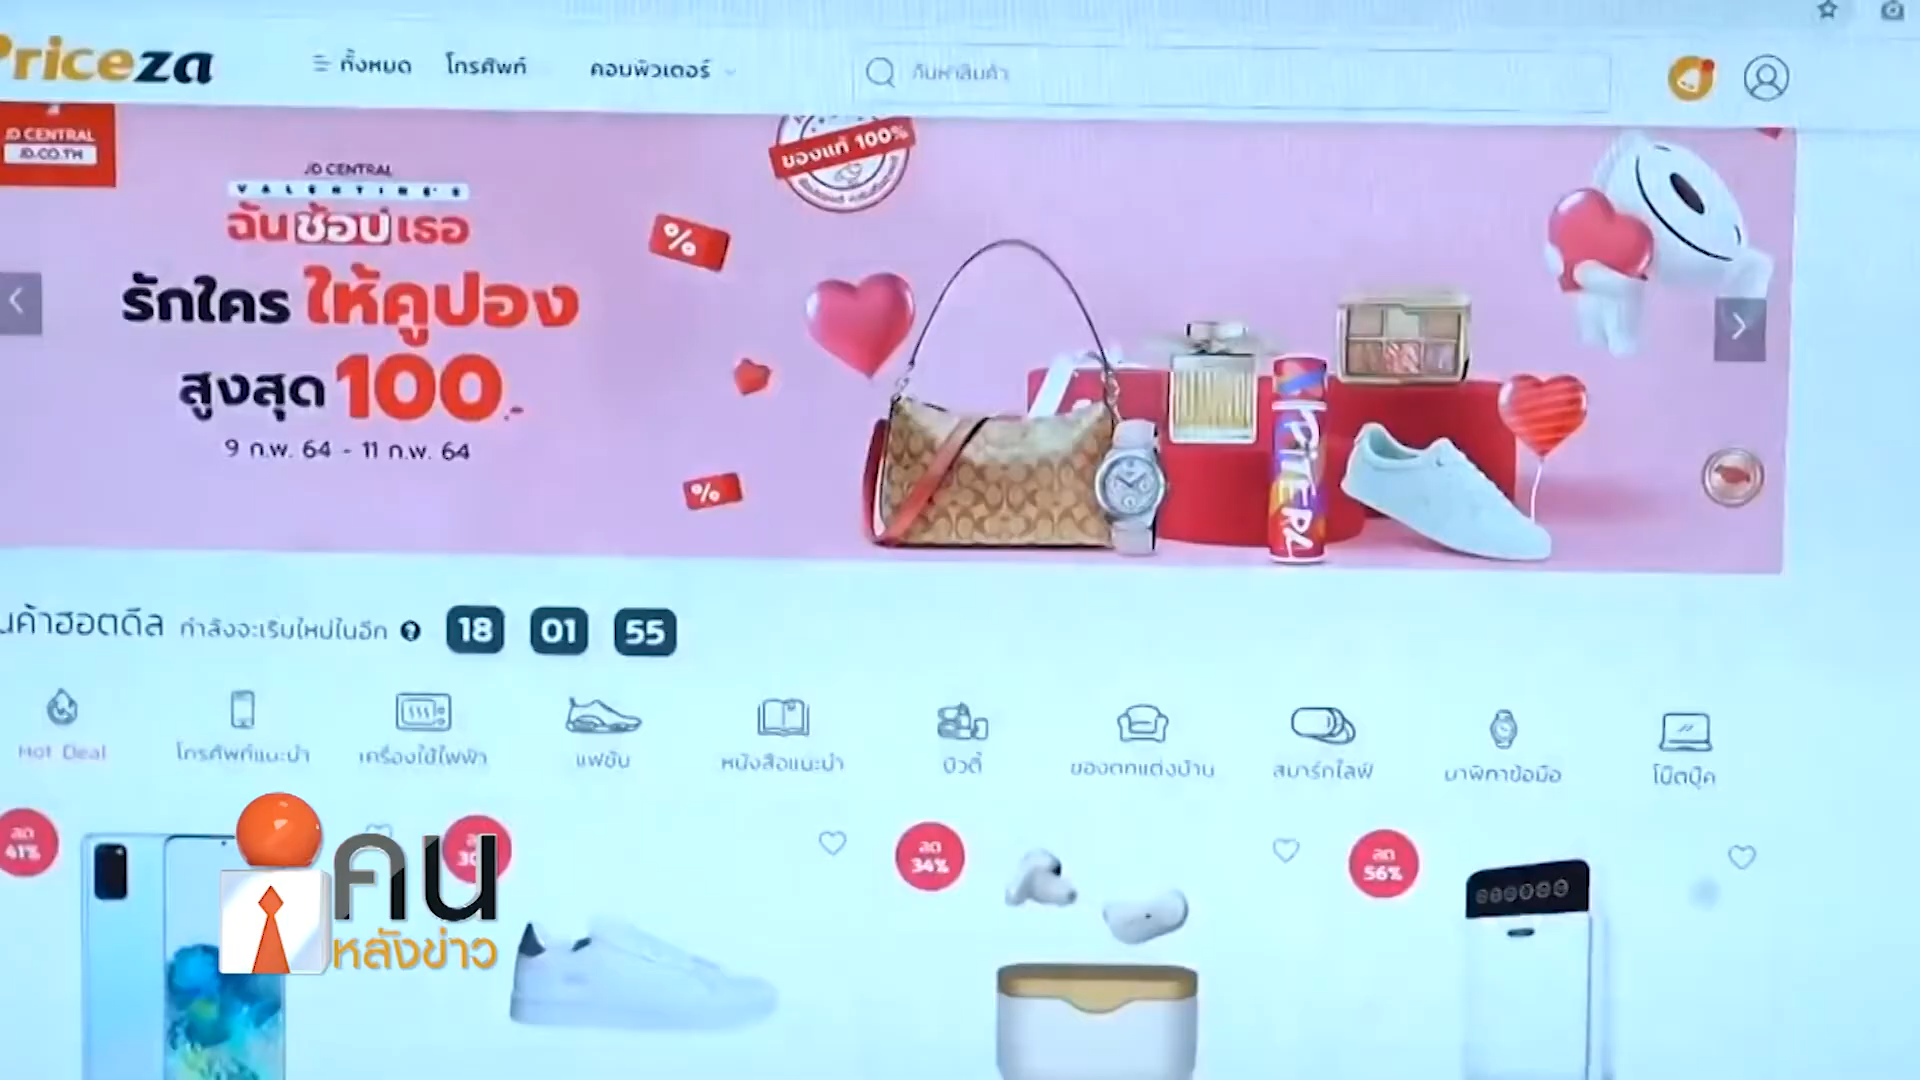 Priceza
ทั้งหมด
โทรศัพท์
คอมพิวเตอร์
ค้นหาสินค้า
JD CENTRAL
JD.CO.TH
JD CENTRAL
VALENTINE'S
ฉันช้อปเธอ
รักใคร ให้คูปอง
สูงสุด 100.-
9 ก.พ. 64 - 11 ก.พ. 64
ของแท้ 100%
%
%
นค้าฮอตดีล กำลังจะเริ่มใหม่ในอีก ? 18 01 55
Hot Deal
โทรศัพท์แนะนำ
เครื่องใช้ไฟฟ้า
แฟชั่น
หนังสือแนะนำ
บิวตี้
ของตกแต่งบ้าน
สมาร์ทไลฟ์
นาฬิกาข้อมือ
โน๊ตบุ๊ค
ลด 41%
ลด 34%
ลด 56%
คน
หลังข่าว